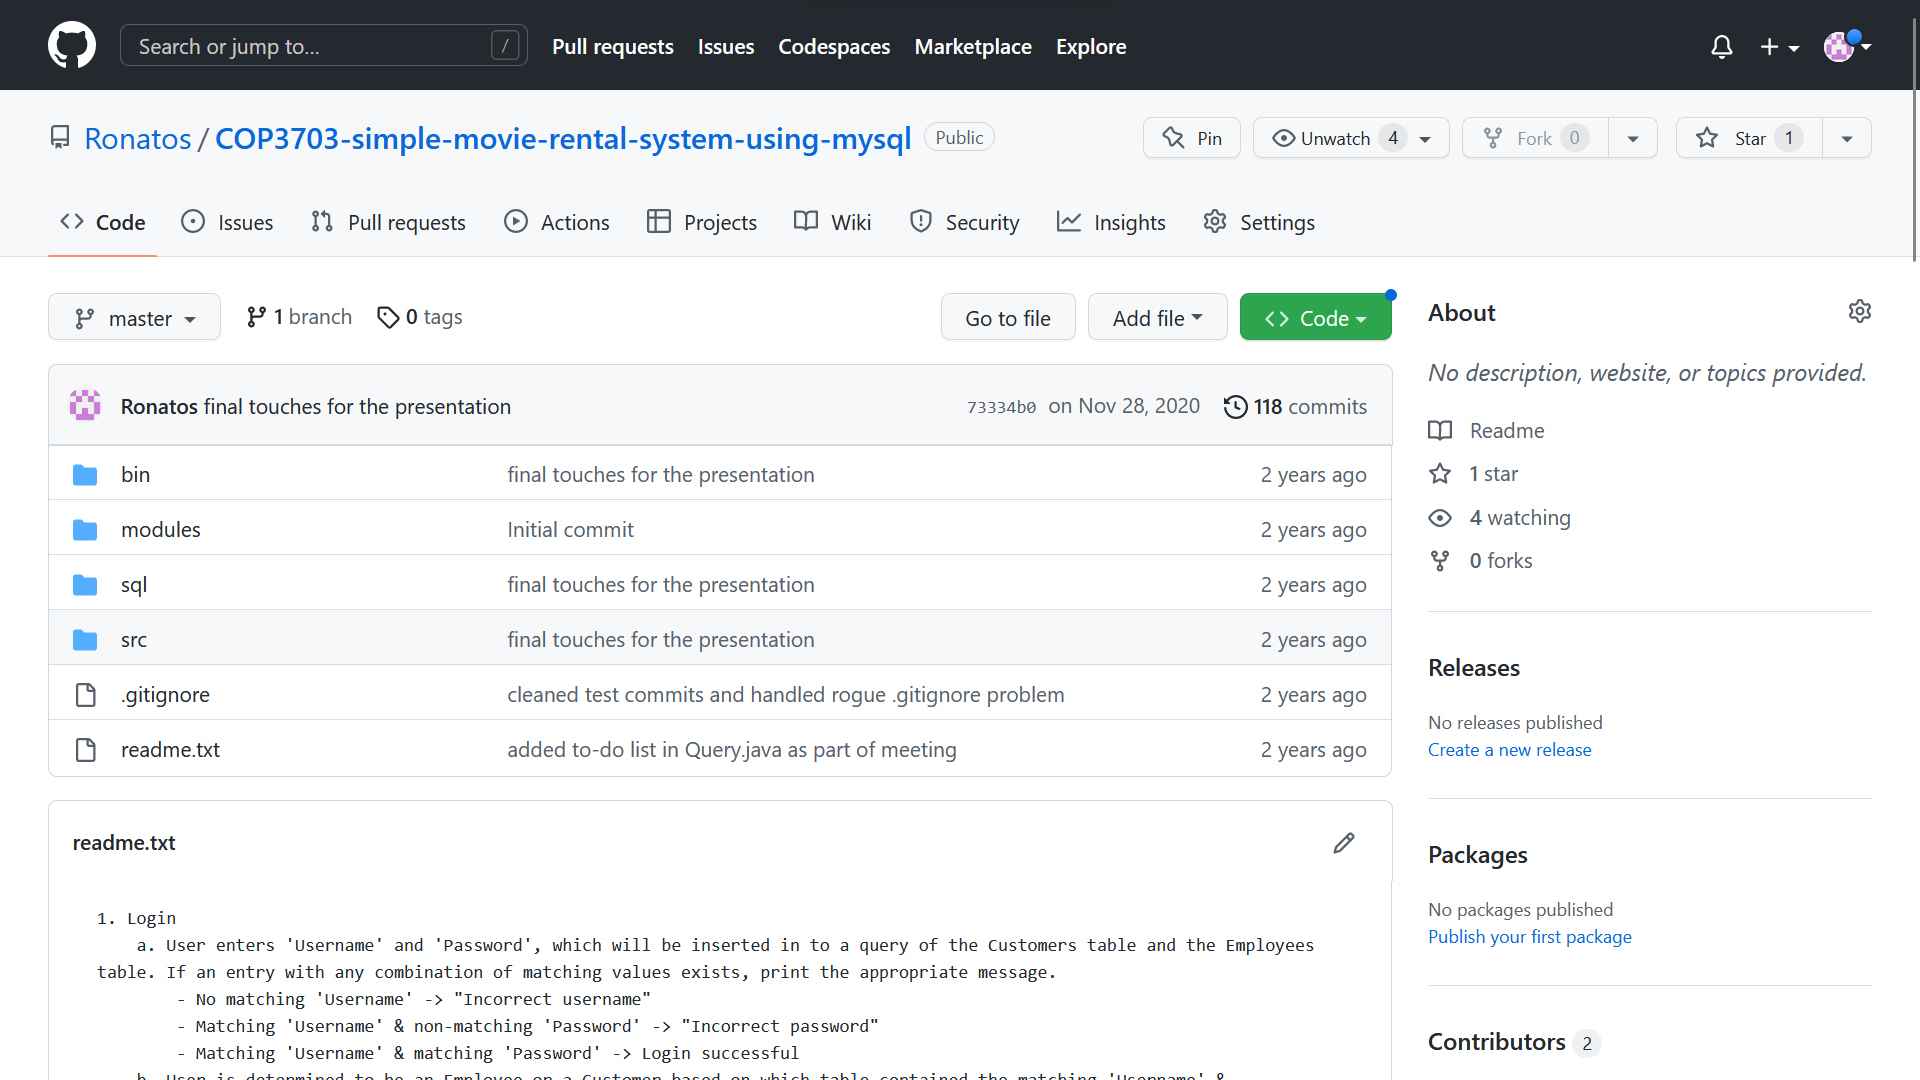 Search or jump to... /
Pull requests Issues Codespaces Marketplace Explore
Ronatos / COP3703-simple-movie-rental-system-using-mysql Public
Pin Unwatch 4 Fork 0 Star 1
Code Issues Pull requests Actions Projects Wiki Security Insights Settings
master 1 branch 0 tags Go to file Add file Code
Ronatos final touches for the presentation 73334b0 on Nov 28, 2020 118 commits
bin final touches for the presentation 2 years ago
modules Initial commit 2 years ago
sql final touches for the presentation 2 years ago
src final touches for the presentation 2 years ago
.gitignore cleaned test commits and handled rogue .gitignore problem 2 years ago
readme.txt added to-do list in Query.java as part of meeting 2 years ago
readme.txt
1. Login
a. User enters 'Username' and 'Password', which will be inserted in to a query of the Customers table and the Employees
table. If an entry with any combination of matching values exists, print the appropriate message.
- No matching 'Username' -> "Incorrect username"
- Matching 'Username' & non-matching 'Password' -> "Incorrect password"
- Matching 'Username' & matching 'Password' -> Login successful
b. User is determined to be an Employee or a Customer based on which table contained the matching 'Username' &
About
No description, website, or topics provided.
Readme
1 star
4 watching
0 forks
Releases
No releases published
Create a new release
Packages
No packages published
Publish your first package
Contributors 2